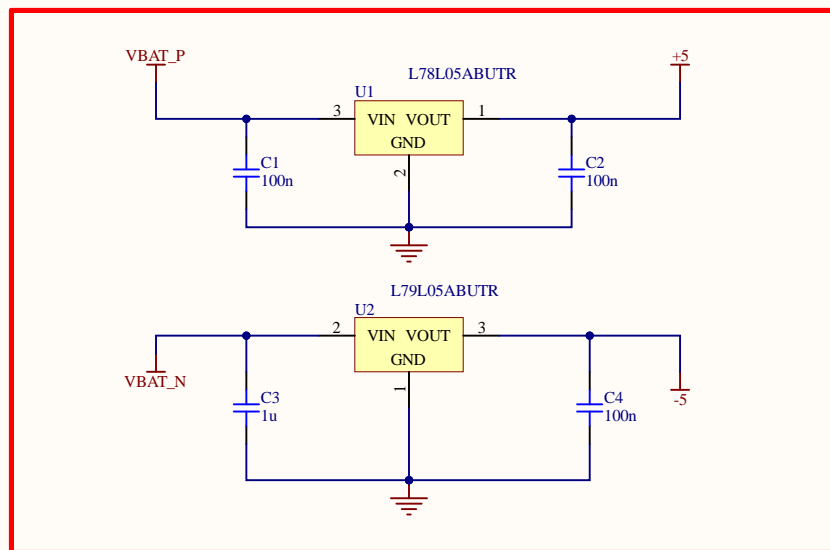 VBAT_P
L78L05ABUTR
+5
U1
3
VIN VOUT
1
GND
2
C1
100n
C2
100n
L79L05ABUTR
U2
2
VIN VOUT
3
GND
1
VBAT_N
-5
C3
1u
C4
100n